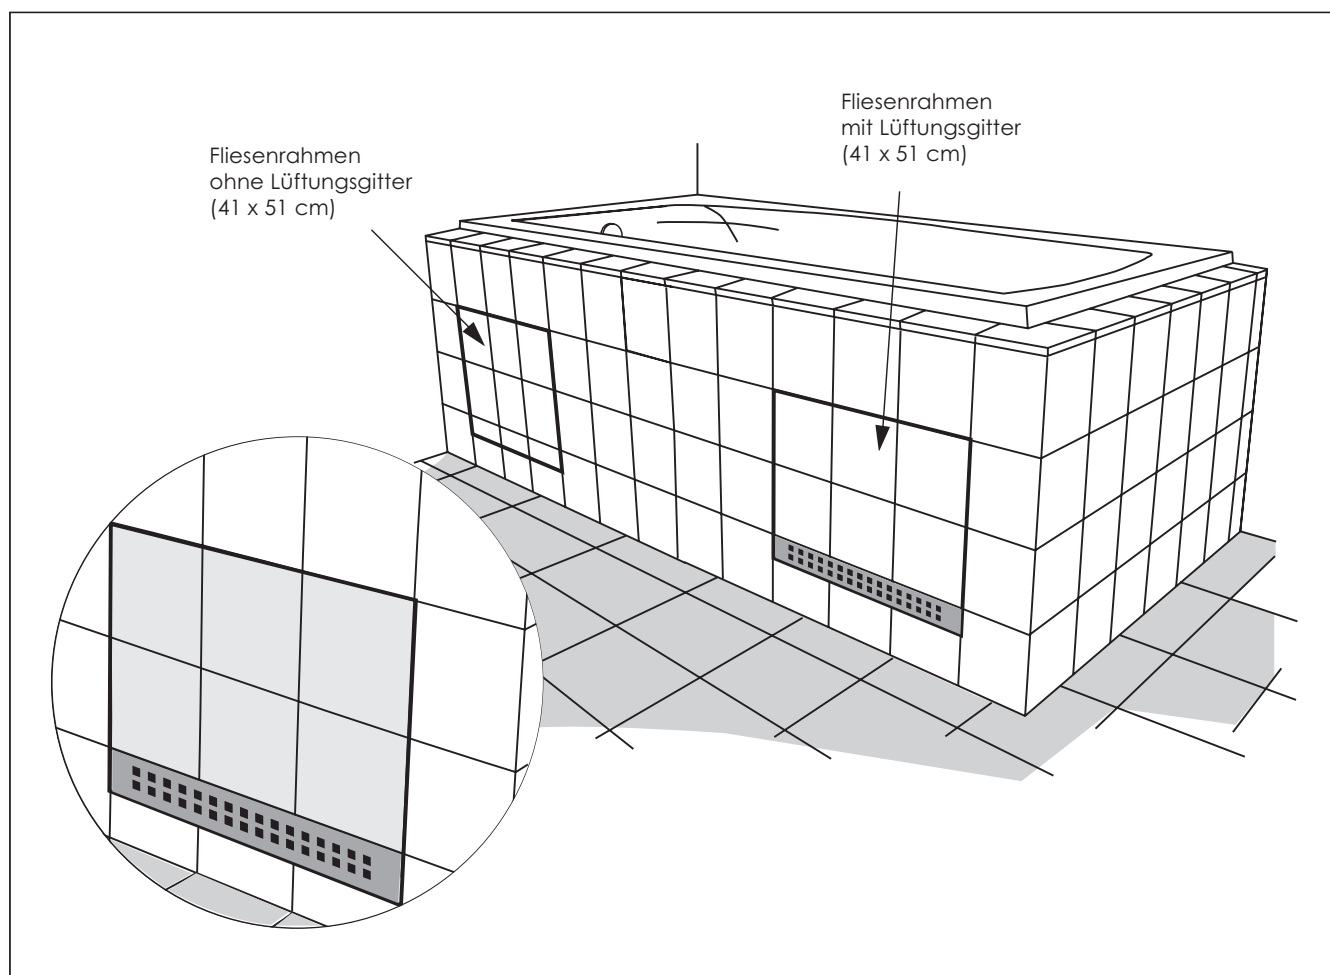 Fliesenrahmen
ohne Lüftungsgitter
(41 x 51 cm)
Fliesenrahmen
mit Lüftungsgitter
(41 x 51 cm)